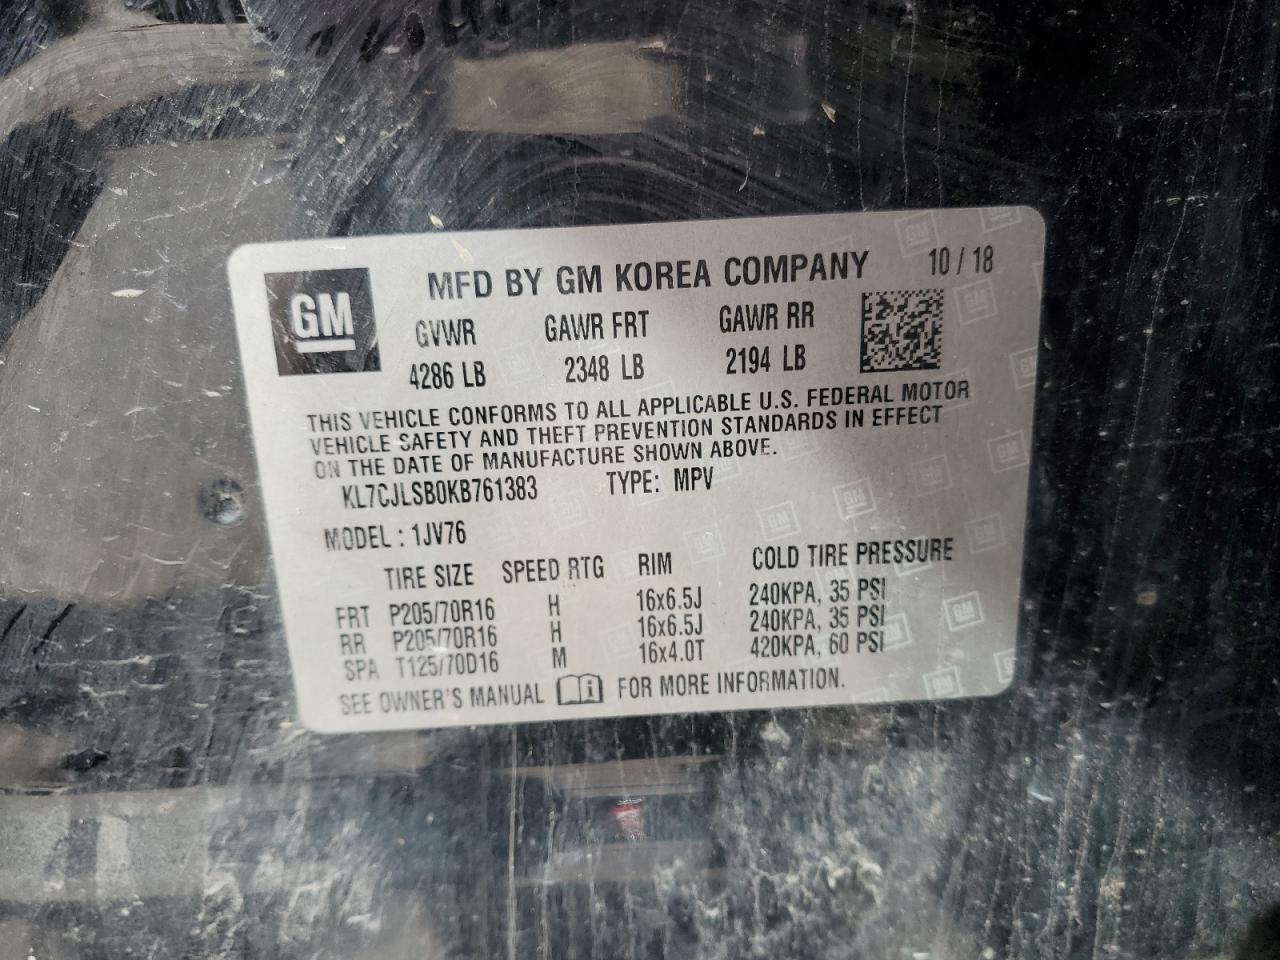 GM
MFD BY GM KOREA COMPANY 10 / 18
GVWR GAWR FRT GAWR RR
4286 LB 2348 LB 2194 LB
THIS VEHICLE CONFORMS TO ALL APPLICABLE U.S. FEDERAL MOTOR
VEHICLE SAFETY AND THEFT PREVENTION STANDARDS IN EFFECT
ON THE DATE OF MANUFACTURE SHOWN ABOVE.
KL7CJLSB0KB761383 TYPE: MPV
MODEL : 1JV76
TIRE SIZE SPEED RTG RIM COLD TIRE PRESSURE
FRT P205/70R16 H 16x6.5J 240KPA, 35 PSI
RR P205/70R16 H 16x6.5J 240KPA, 35 PSI
SPA T125/70D16 M 16x4.0T 420KPA, 60 PSI
SEE OWNER'S MANUAL i FOR MORE INFORMATION.